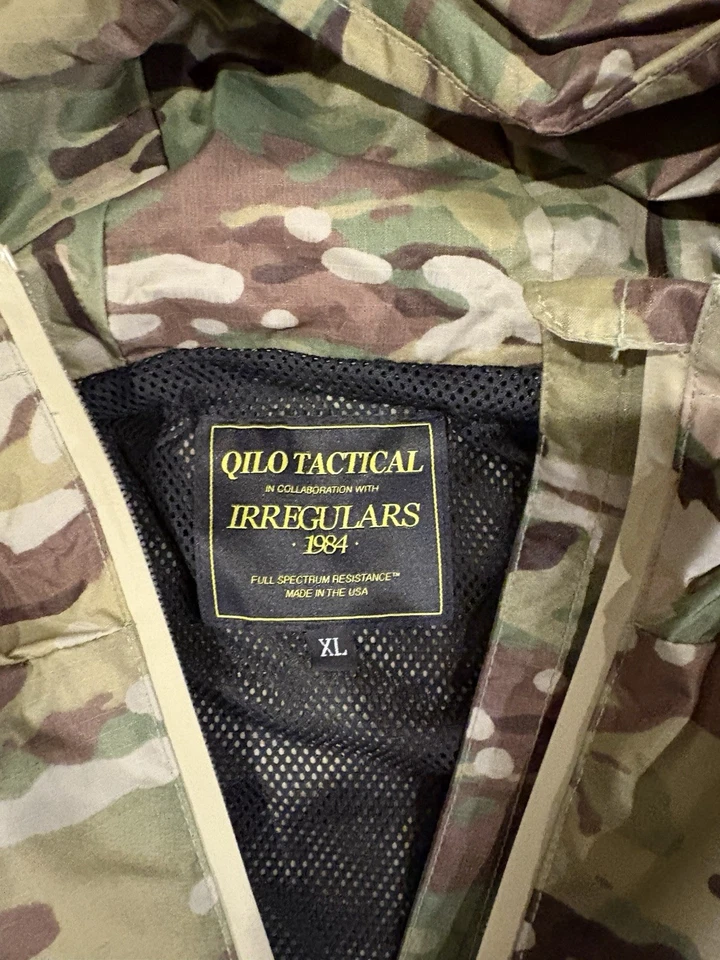 QILO TACTICAL
IN COLLABORATION WITH
IRREGULARS
· 1984 ·
FULL SPECTRUM RESISTANCE™
MADE IN THE USA
XL